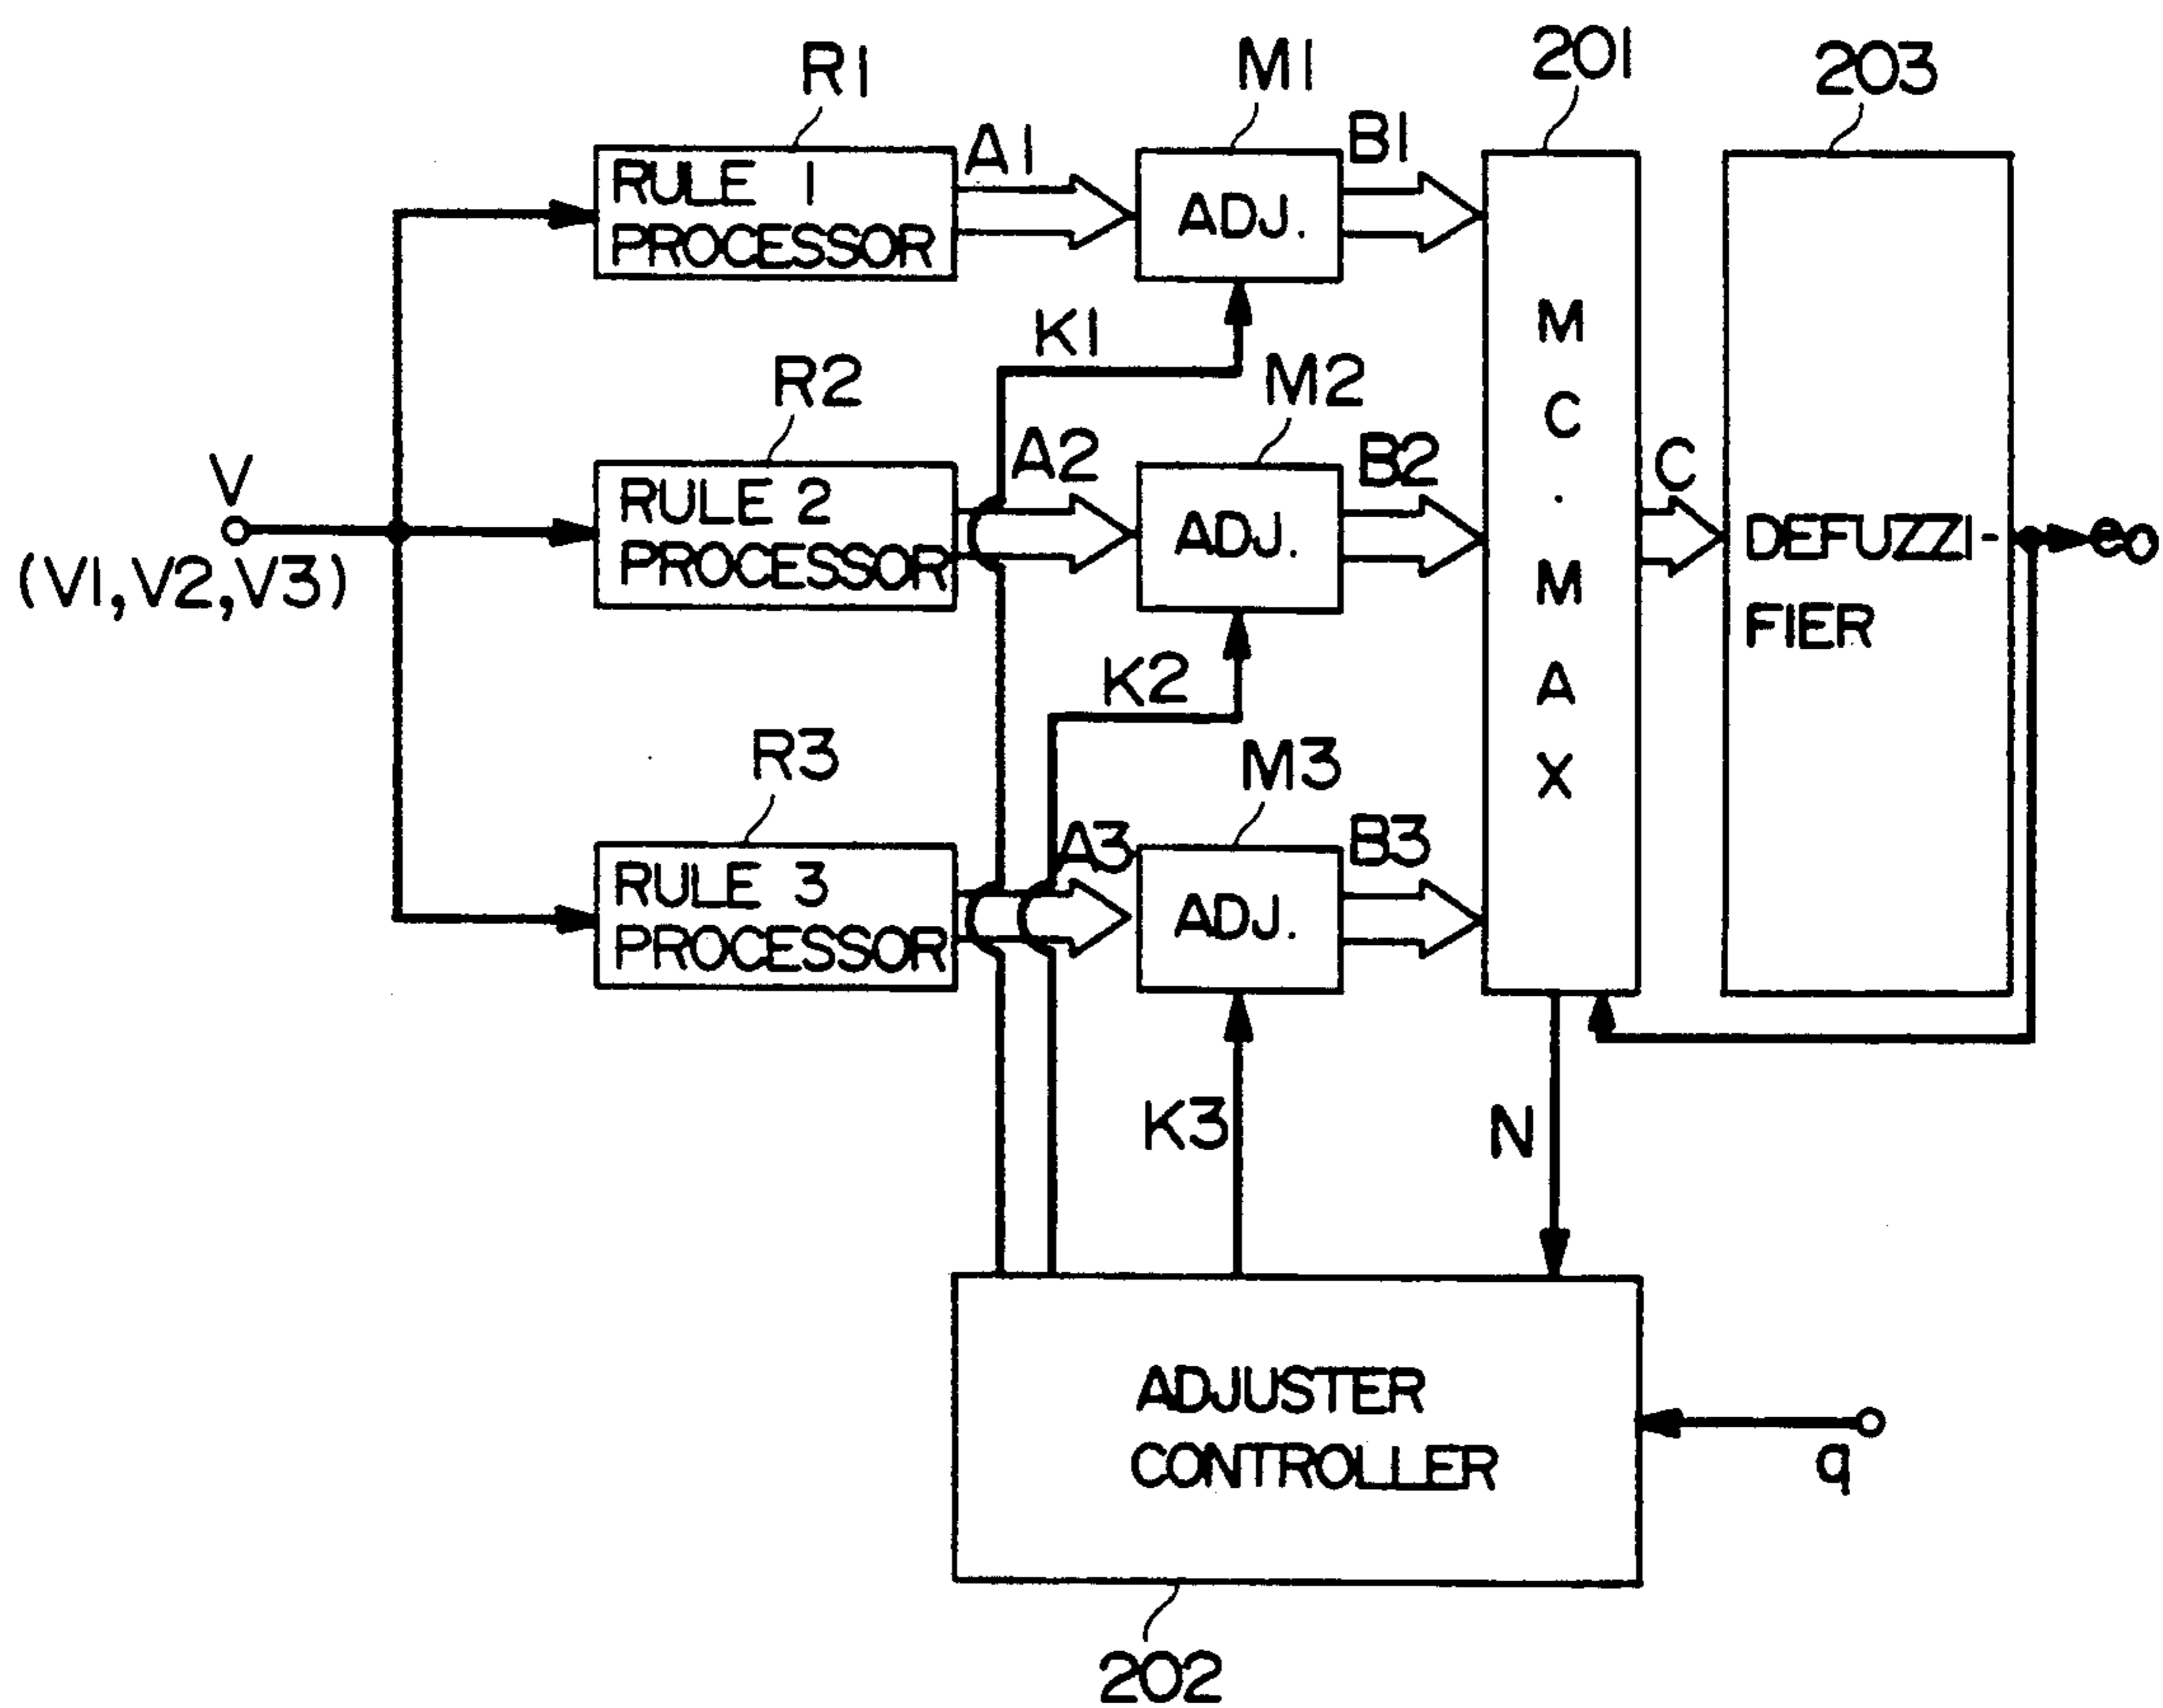 R1
M1
201
203
RULE 1
PROCESSOR
A1
ADJ.
B1
K1
R2
M2
V
(V1,V2,V3)
RULE 2
PROCESSOR
A2
ADJ.
B2
MC·MAX
C
DEFUZZI-
FIER
eo
K2
R3
M3
RULE 3
PROCESSOR
A3
ADJ.
B3
K3
N
ADJUSTER
CONTROLLER
q
202